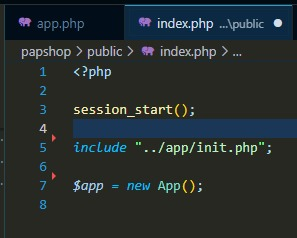 app.php index.php ...\public
papshop > public > index.php > ...
1 <?php
2
3 session_start();
4
5 include "../app/init.php";
6
7 $app = new App();
8